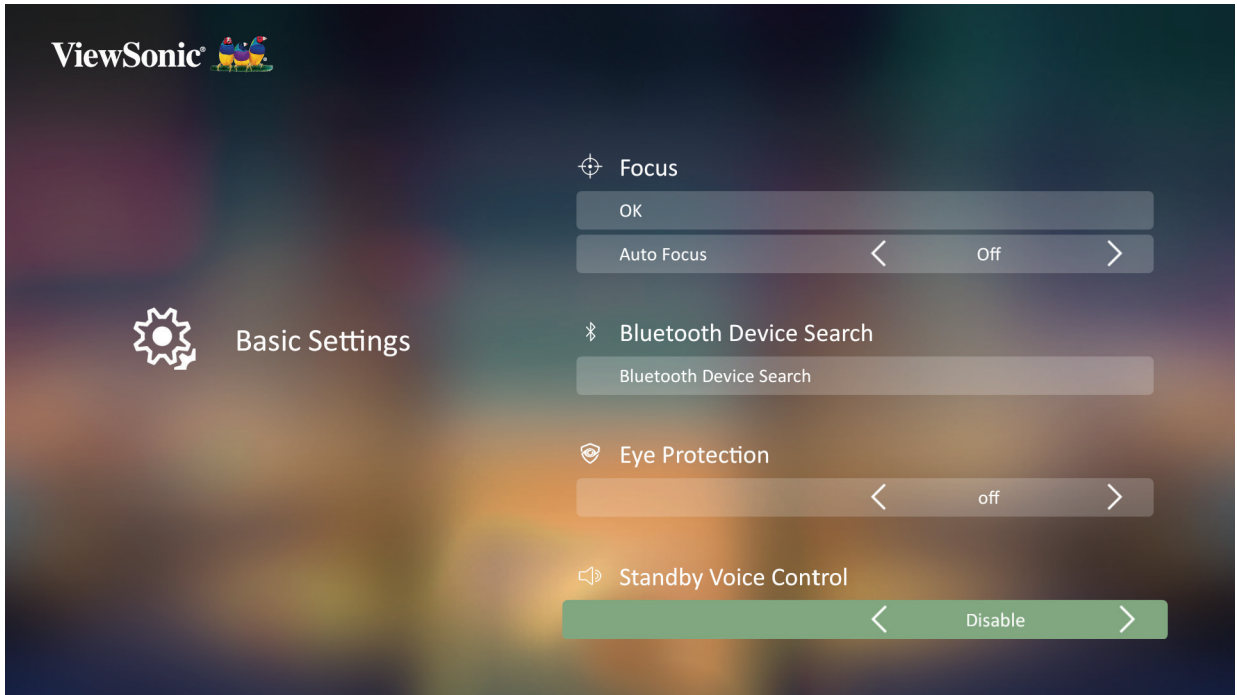 ViewSonic®
Focus
OK
Auto Focus Off
Basic Settings
Bluetooth Device Search
Bluetooth Device Search
Eye Protection
off
Standby Voice Control
Disable